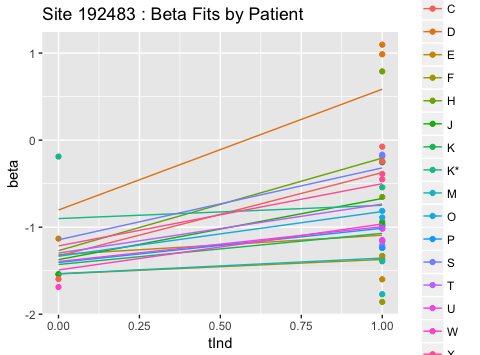 Site 192483 : Beta Fits by Patient
beta
1
0
-1
-2
0.00 0.25 0.50 0.75 1.00
tInd
C
D
E
F
H
J
K
K*
M
O
P
S
T
U
W